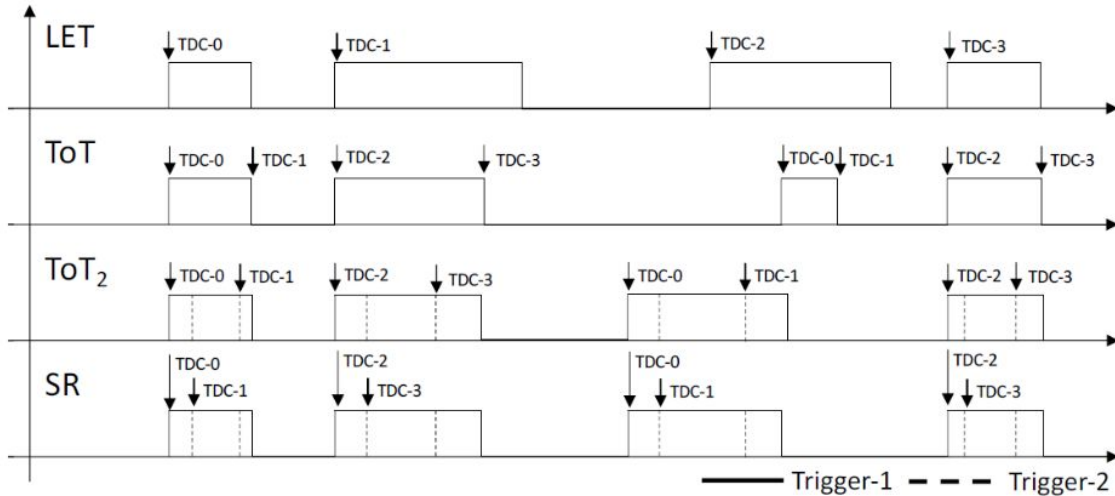 LET
TDC-0 TDC-1 TDC-2 TDC-3
ToT
TDC-0 TDC-1 TDC-2 TDC-3 TDC-0 TDC-1 TDC-2 TDC-3
ToT₂
TDC-0 TDC-1 TDC-2 TDC-3 TDC-0 TDC-1 TDC-2 TDC-3
SR
TDC-0 TDC-2 TDC-0 TDC-2
TDC-1 TDC-3 TDC-1 TDC-3
Trigger-1 Trigger-2